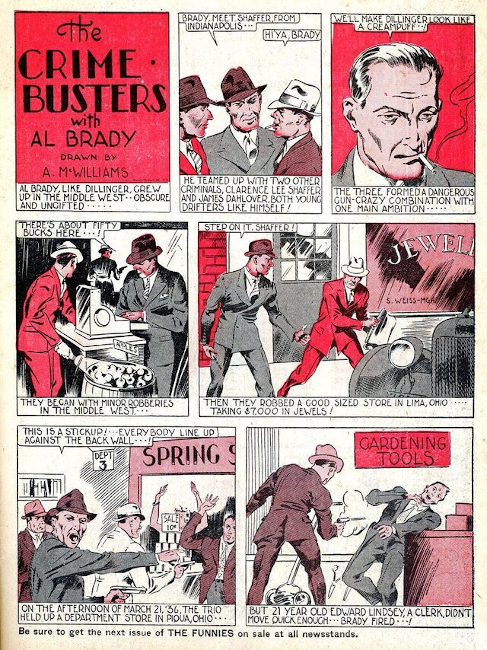 The
CRIME·
BUSTERS
with
AL BRADY
DRAWN BY
A. McWILLIAMS
AL BRADY, LIKE DILLINGER, GREW
UP IN THE MIDDLE WEST·· OBSCURE
AND UNGIFTED·····
BRADY, MEET SHAFFER, FROM
INDIANAPOLIS···
HI'YA, BRADY
HE TEAMED UP WITH TWO OTHER
CRIMINALS, CLARENCE LEE SHAFFER
AND JAMES DAHLOVER, BOTH YOUNG
DRIFTERS LIKE HIMSELF!
WE'LL MAKE DILLINGER LOOK LIKE
A CREAMPUFF··!
THE THREE FORMED A DANGEROUS
GUN-CRAZY COMBINATION WITH
ONE MAIN AMBITION·····
THERE'S ABOUT FIFTY
BUCKS HERE···!
APPLES
THEY BEGAN WITH MINOR ROBBERIES
IN THE MIDDLE WEST···
STEP ON IT, SHAFFER!
JEWELL
S. WEISS-MGR.
THEN THEY ROBBED A GOOD SIZED STORE IN LIMA, OHIO····
TAKING $7,000 IN JEWELS!
THIS IS A STICKUP!···EVERYBODY LINE UP
AGAINST THE BACK WALL···!
DEPT
3
SPRING S
SALE
10¢
ON THE AFTERNOON OF MARCH 21, '36, THE TRIO
HELD UP A DEPARTMENT STORE IN PIQUA, OHIO···
GARDENING
TOOLS
BUT 21 YEAR OLD EDWARD LINDSEY, A CLERK, DIDN'T
MOVE QUICK ENOUGH··· BRADY FIRED···!
Be sure to get the next issue of THE FUNNIES on sale at all newsstands.